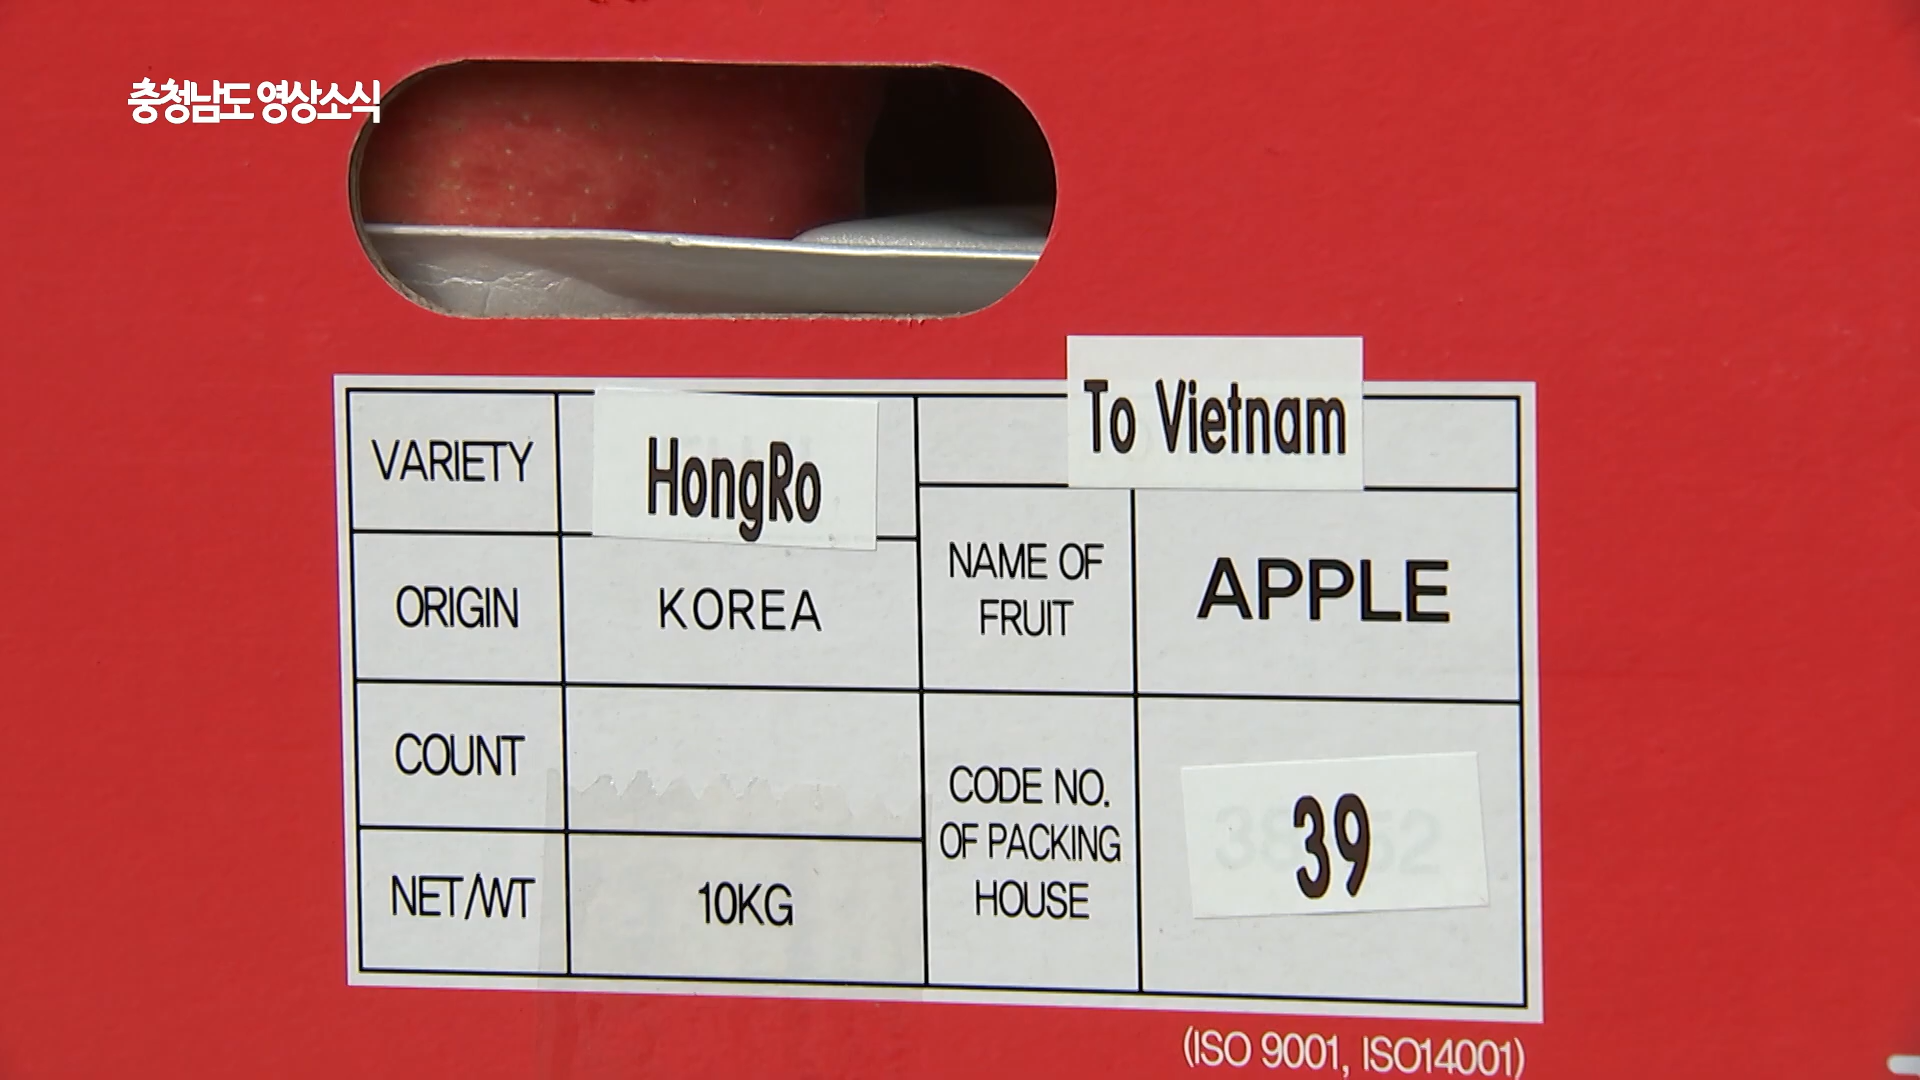 충청남도 영상소식
To Vietnam
VARIETY
HongRo
ORIGIN
KOREA
NAME OF
FRUIT
APPLE
COUNT
CODE NO.
OF PACKING
HOUSE
39
NET/WT
10KG
(ISO 9001, ISO14001)